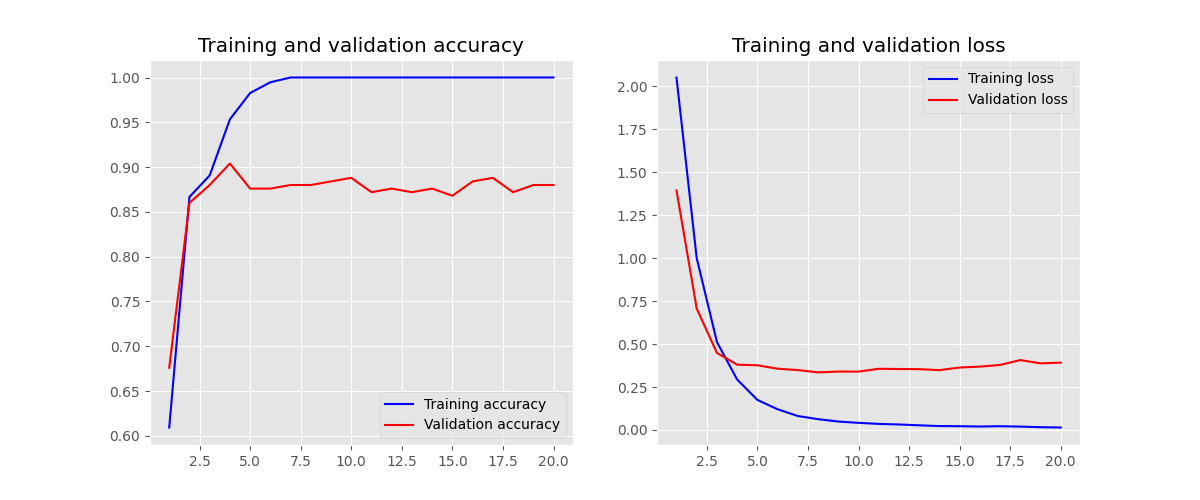 Training and validation accuracy
1.00
0.95
0.90
0.85
0.80
0.75
0.70
0.65
0.60
2.5 5.0 7.5 10.0 12.5 15.0 17.5 20.0
Training accuracy
Validation accuracy
Training and validation loss
2.00
1.75
1.50
1.25
1.00
0.75
0.50
0.25
0.00
2.5 5.0 7.5 10.0 12.5 15.0 17.5 20.0
Training loss
Validation loss